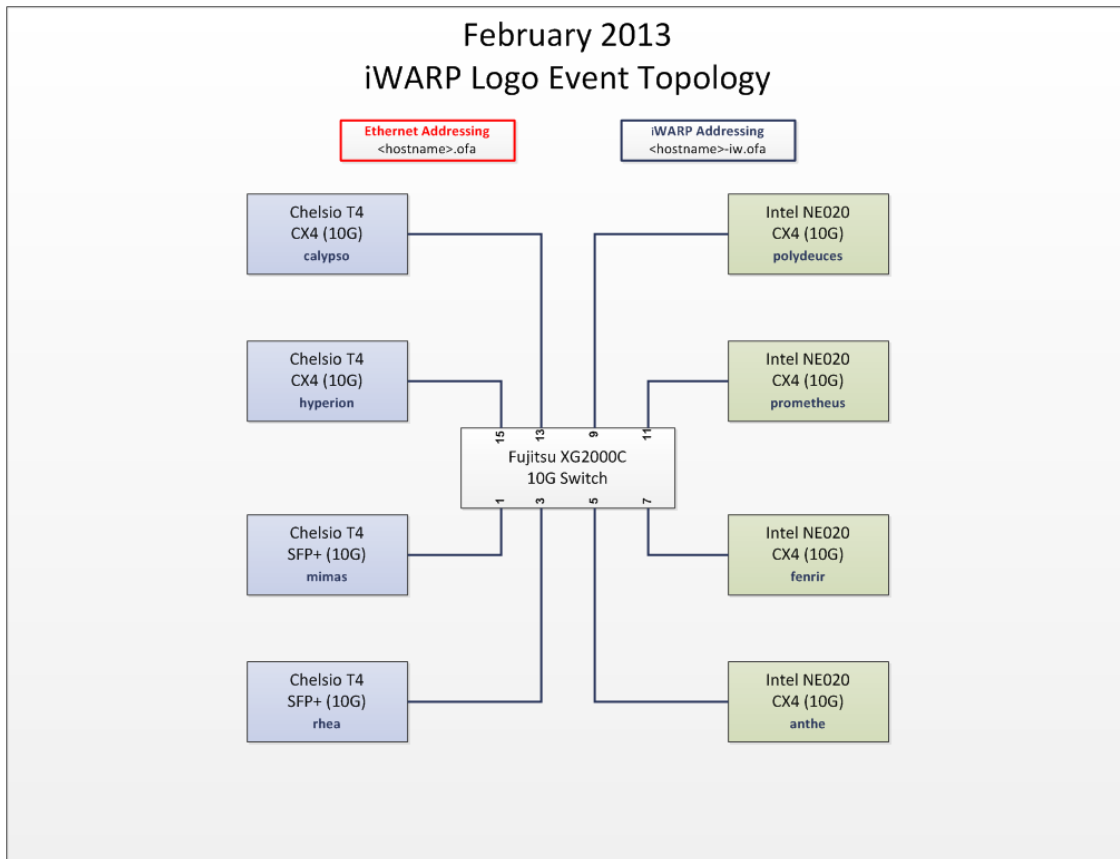 February 2013
iWARP Logo Event Topology
Ethernet Addressing
<hostname>.ofa
iWARP Addressing
<hostname>-iw.ofa
Chelsio T4
CX4 (10G)
calypso
Intel NE020
CX4 (10G)
polydeuces
Chelsio T4
CX4 (10G)
hyperion
Intel NE020
CX4 (10G)
prometheus
15
13
9
11
Fujitsu XG2000C
10G Switch
1
3
5
7
Chelsio T4
SFP+ (10G)
mimas
Intel NE020
CX4 (10G)
fenrir
Chelsio T4
SFP+ (10G)
rhea
Intel NE020
CX4 (10G)
anthe